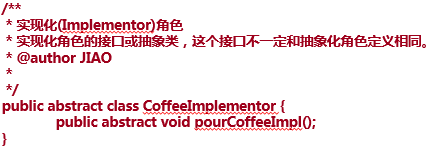 /**
* 实现化(Implementor)角色
* 实现化角色的接口或抽象类，这个接口不一定和抽象化角色定义相同。
* @author JIAO
*
*/
public abstract class CoffeeImplementor {
public abstract void pourCoffeeImpl();
}